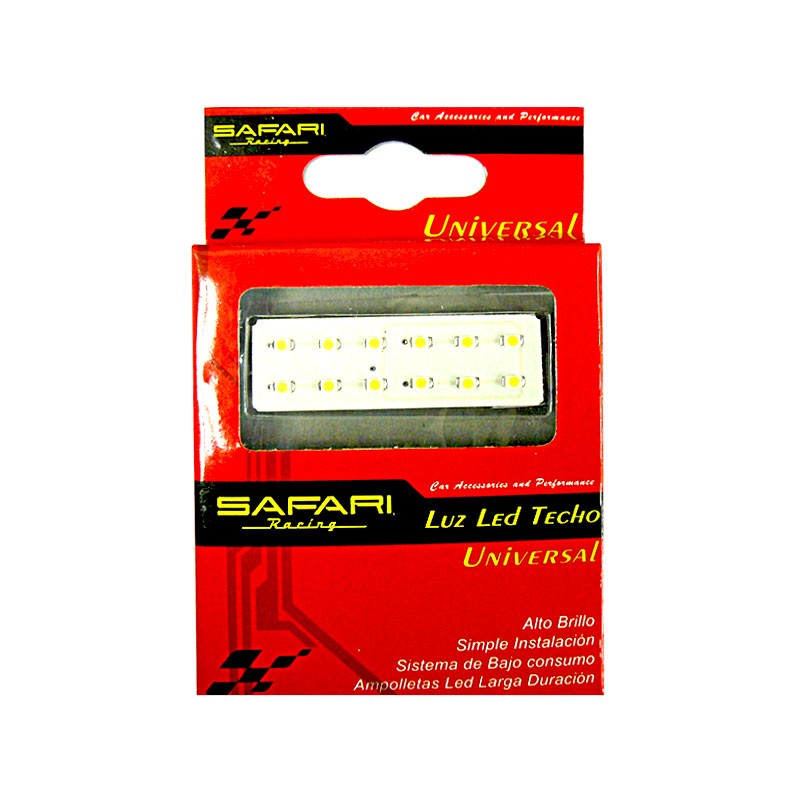 SAFARI
Racing
Car Accessories and Performance
UNIVERSAL
Car Accessories and Performance
SAFARI
Racing
LUZ LED TECHO
UNIVERSAL
Alto Brillo
Simple Instalación
Sistema de Bajo consumo
Ampolletas Led Larga Duración